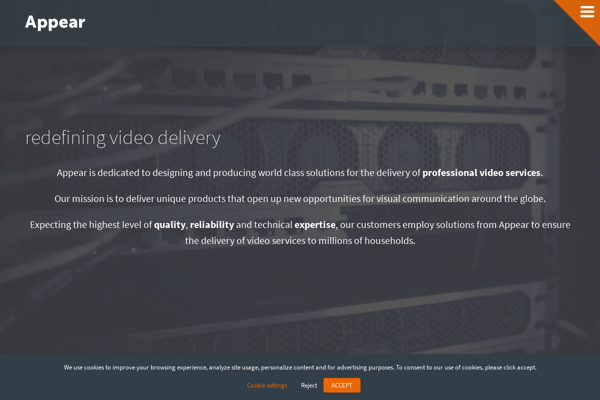 Appear
redefining video delivery
Appear is dedicated to designing and producing world class solutions for the delivery of professional video services.
Our mission is to deliver unique products that open up new opportunities for visual communication around the globe.
Expecting the highest level of quality, reliability and technical expertise, our customers employ solutions from Appear to ensure
the delivery of video services to millions of households.
We use cookies to improve your browsing experience, analyze site usage, personalize content and for advertising purposes. To consent to our use of cookies, please click accept.
Cookie settings Reject ACCEPT